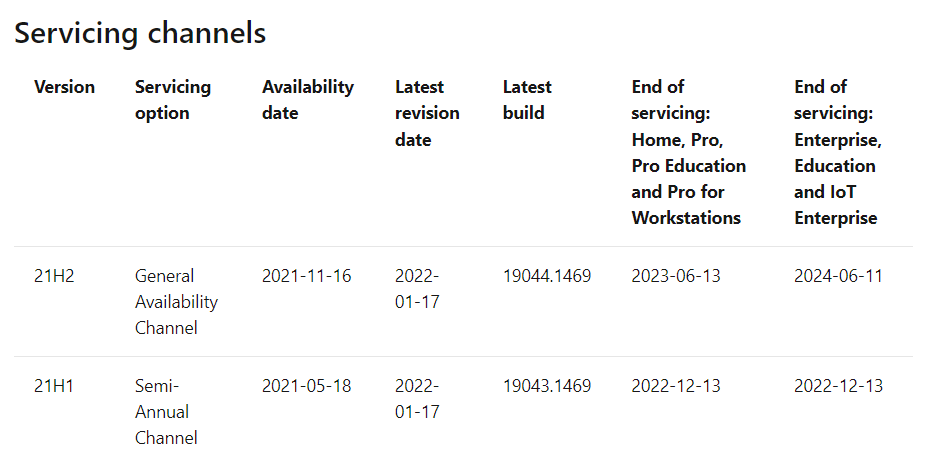 Servicing channels
Version
Servicing
option
Availability
date
Latest
revision
date
Latest
build
End of
servicing:
Home, Pro,
Pro Education
and Pro for
Workstations
End of
servicing:
Enterprise,
Education
and IoT
Enterprise
21H2
General
Availability
Channel
2021-11-16
2022-
01-17
19044.1469
2023-06-13
2024-06-11
21H1
Semi-
Annual
Channel
2021-05-18
2022-
01-17
19043.1469
2022-12-13
2022-12-13